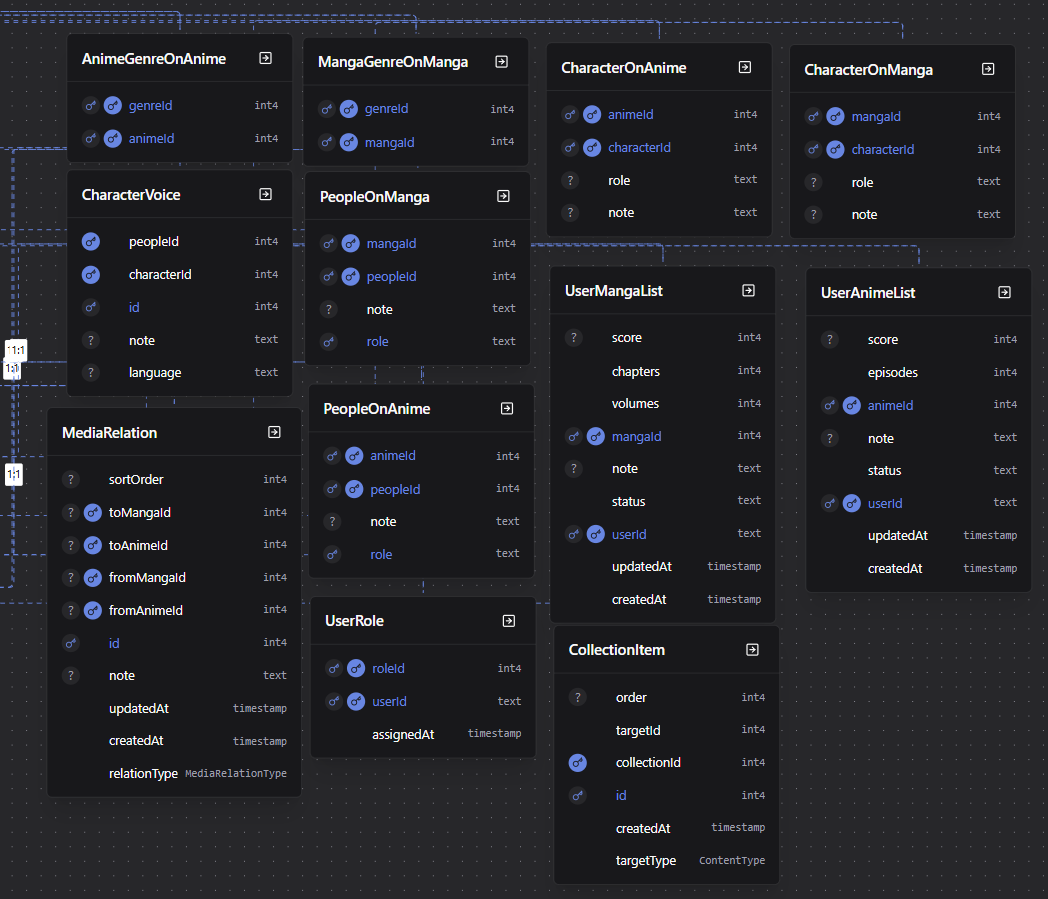 AnimeGenreOnAnime
genreId int4
animeId int4
MangaGenreOnManga
genreId int4
mangaId int4
CharacterOnAnime
animeId int4
characterId int4
? role text
? note text
CharacterOnManga
mangaId int4
characterId int4
? role text
? note text
CharacterVoice
peopleId int4
characterId int4
id int4
? note text
? language text
PeopleOnManga
mangaId int4
peopleId int4
? note text
role text
UserMangaList
? score int4
chapters int4
volumes int4
mangaId int4
? note text
status text
userId text
updatedAt timestamp
createdAt timestamp
UserAnimeList
? score int4
episodes int4
animeId int4
? note text
status text
userId text
updatedAt timestamp
createdAt timestamp
1:1
1:1
1:1
MediaRelation
? sortOrder int4
? toMangaId int4
? toAnimeId int4
? fromMangaId int4
? fromAnimeId int4
id int4
? note text
updatedAt timestamp
createdAt timestamp
relationType MediaRelationType
PeopleOnAnime
animeId int4
peopleId int4
? note text
role text
UserRole
roleId int4
userId text
assignedAt timestamp
CollectionItem
? order int4
targetId int4
collectionId int4
id int4
createdAt timestamp
targetType ContentType